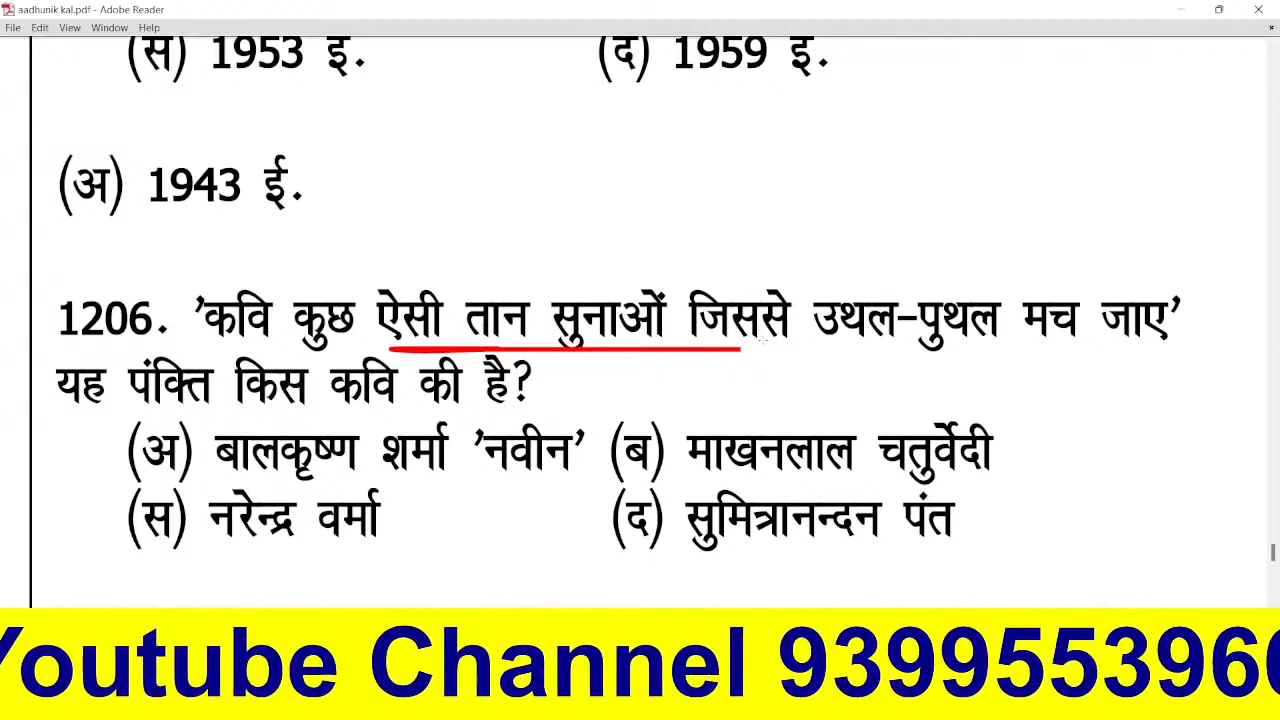 aadhunik kal.pdf - Adobe Reader
File Edit View Window Help
(स) 1953 ई. (द) 1959 ई.
(अ) 1943 ई.
1206. 'कवि कुछ ऐसी तान सुनाओं जिससे उथल-पुथल मच जाए'
यह पंक्ति किस कवि की है?
(अ) बालकृष्ण शर्मा 'नवीन' (ब) माखनलाल चतुर्वेदी
(स) नरेन्द्र वर्मा (द) सुमित्रानन्दन पंत
Youtube Channel 939955396